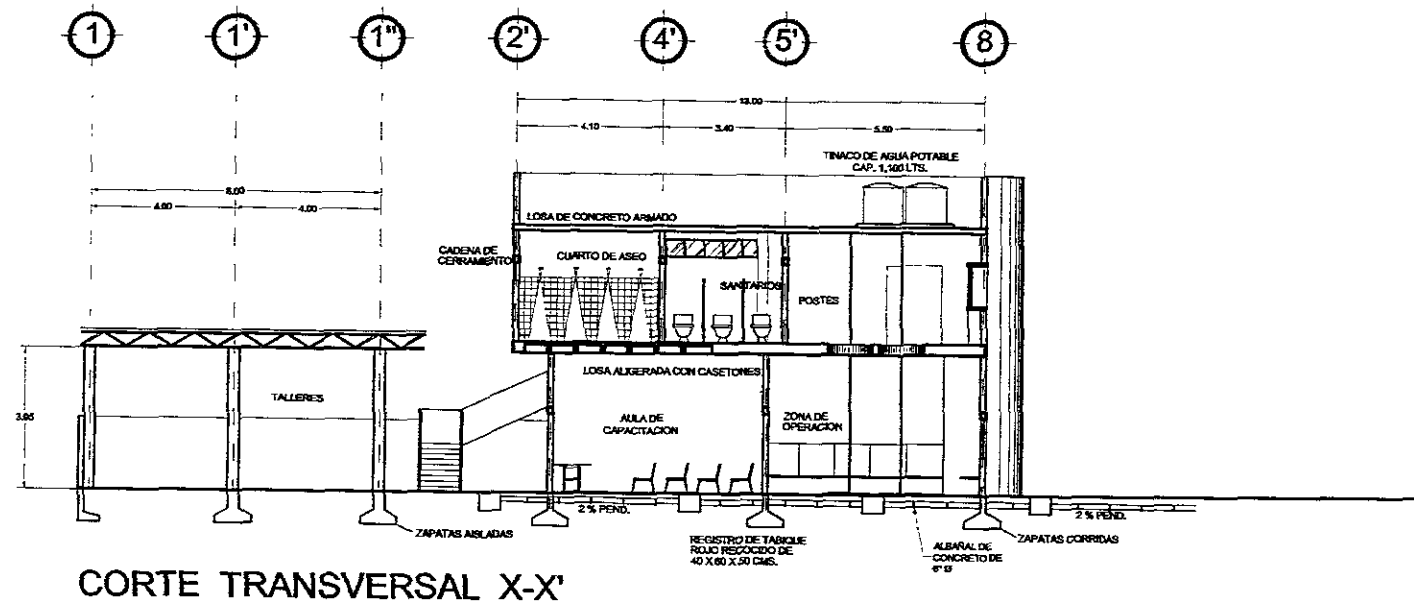 1 1' 1" 2' 4' 5' 8
13.00
4.10 3.40 5.50
TINACO DE AGUA POTABLE
CAP. 1,100 LTS.
8.00
4.00 4.00
LOSA DE CONCRETO ARMADO
CADENA DE
CERRAMIENTO
CUARTO DE ASEO
SANITARIOS
POSTES
LOSA ALIGERADA CON CASETONES
TALLERES
3.95
AULA DE
CAPACITACION
ZONA DE
OPERACION
2 % PEND.
2 % PEND.
ZAPATAS AISLADAS
REGISTRO DE TABIQUE
ROJO RECOCIDO DE
40 X 60 X 50 CMS.
ALBAÑAL DE
CONCRETO DE
6" Ø
ZAPATAS CORRIDAS
CORTE TRANSVERSAL X-X'